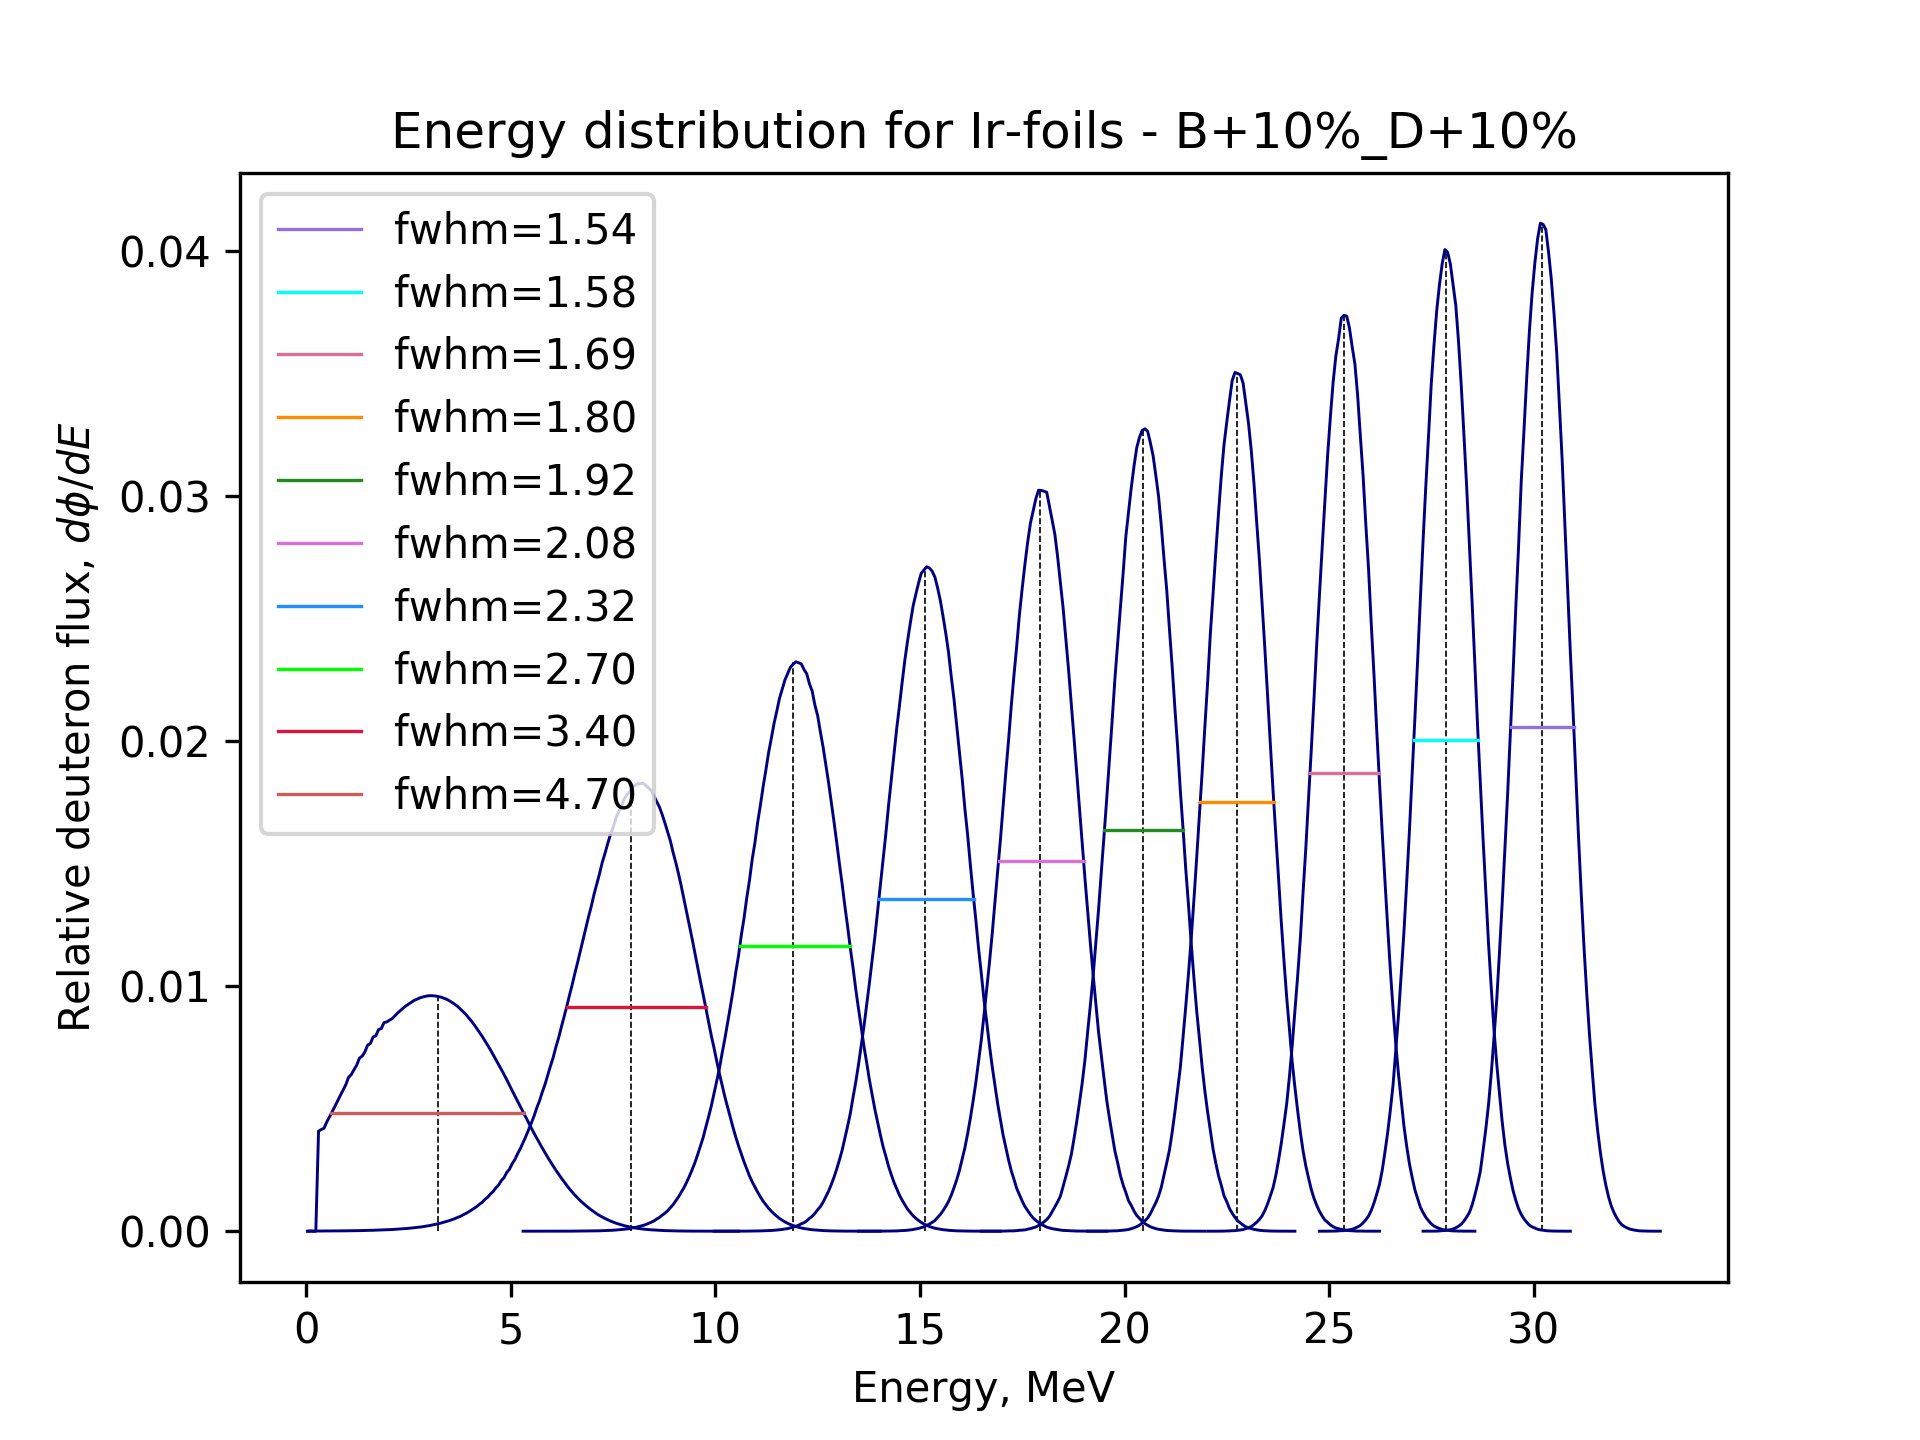 Energy distribution for Ir-foils - B+10%_D+10%
fwhm=1.54
fwhm=1.58
fwhm=1.69
fwhm=1.80
fwhm=1.92
fwhm=2.08
fwhm=2.32
fwhm=2.70
fwhm=3.40
fwhm=4.70
Relative deuteron flux, dϕ/dE
0.04
0.03
0.02
0.01
0.00
0 5 10 15 20 25 30
Energy, MeV